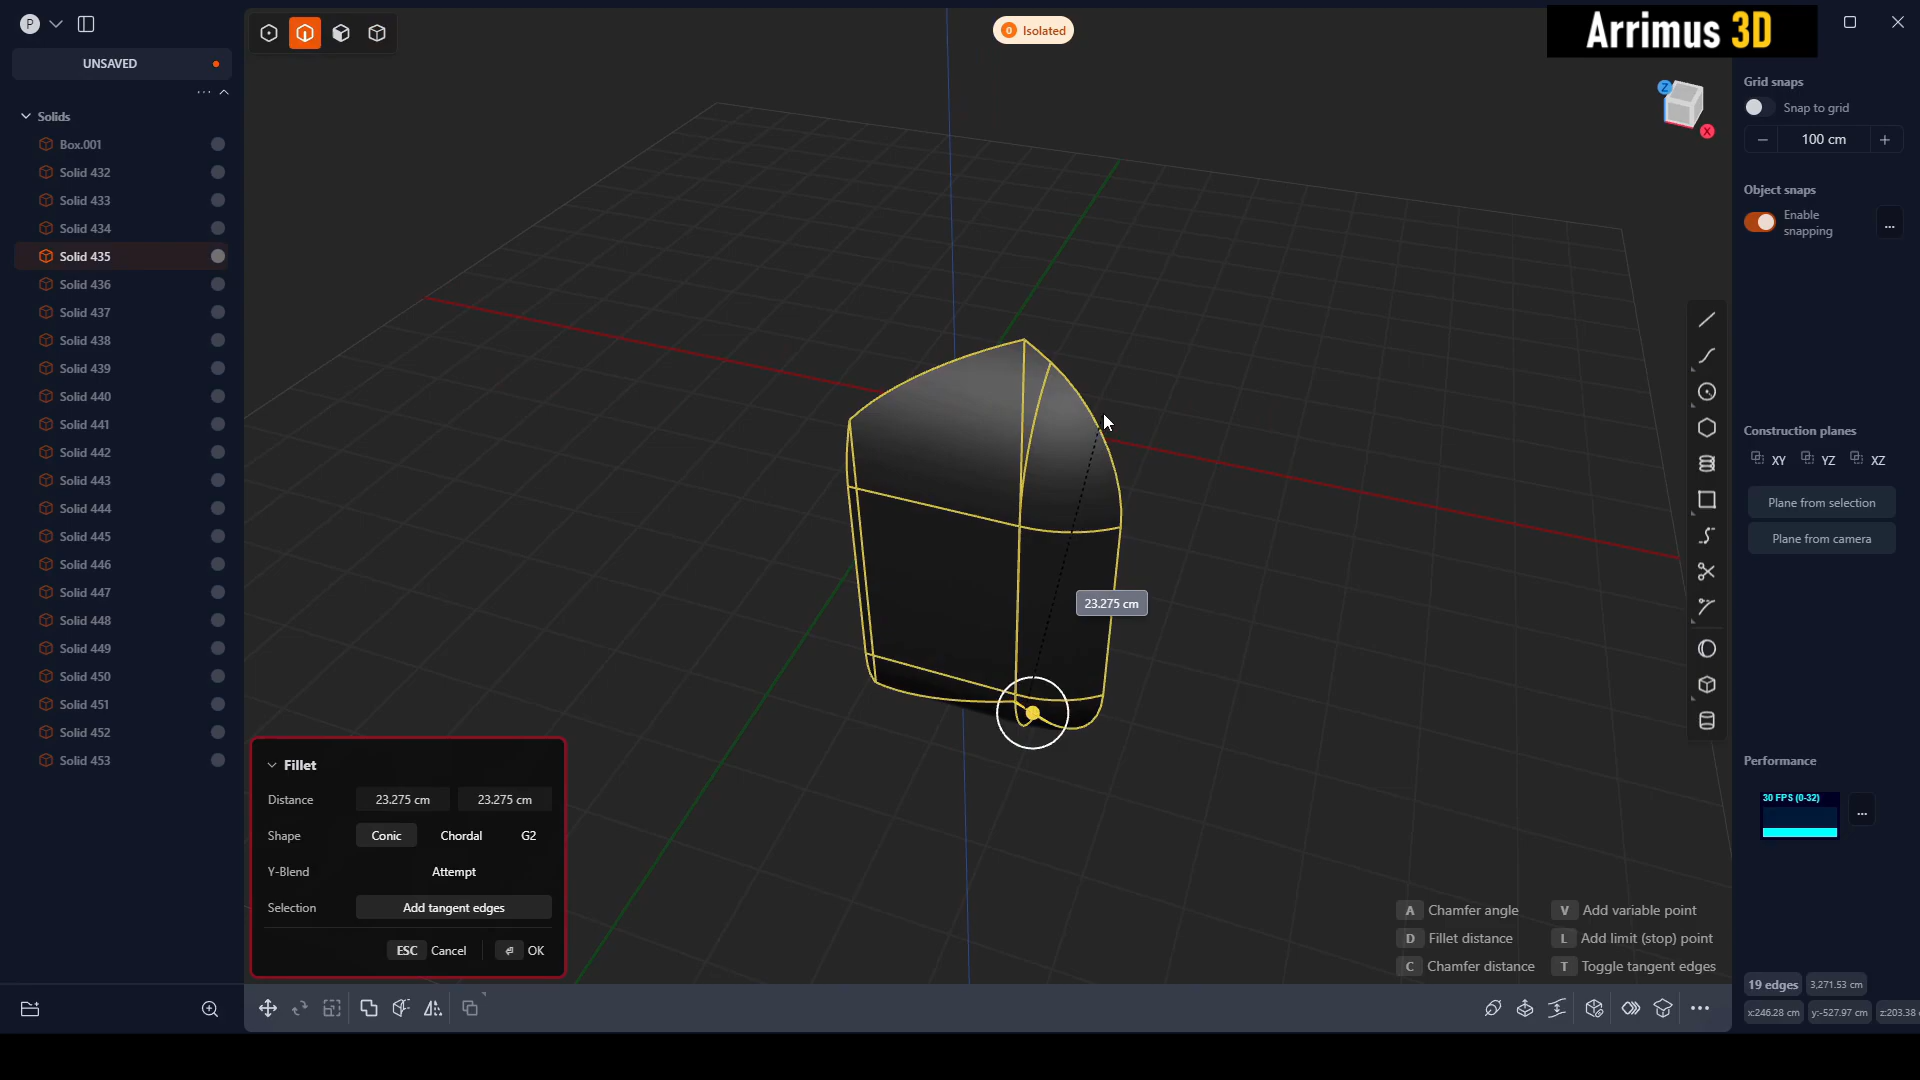 P
UNSAVED
Solids
Box.001
Solid 432
Solid 433
Solid 434
Solid 435
Solid 436
Solid 437
Solid 438
Solid 439
Solid 440
Solid 441
Solid 442
Solid 443
Solid 444
Solid 445
Solid 446
Solid 447
Solid 448
Solid 449
Solid 450
Solid 451
Solid 452
Solid 453
0 Isolated
Arrimus 3D
Z
X
23.275 cm
Fillet
Distance 23.275 cm 23.275 cm
Shape Conic Chordal G2
Y-Blend Attempt
Selection Add tangent edges
ESC Cancel OK
A Chamfer angle V Add variable point
D Fillet distance L Add limit (stop) point
C Chamfer distance T Toggle tangent edges
Grid snaps
Snap to grid
− 100 cm +
Object snaps
Enable
snapping
...
Construction planes
XY YZ XZ
Plane from selection
Plane from camera
Performance
30 FPS (0-32)
...
19 edges 3,271.53 cm
x:246.28 cm y:-527.97 cm z:203.38